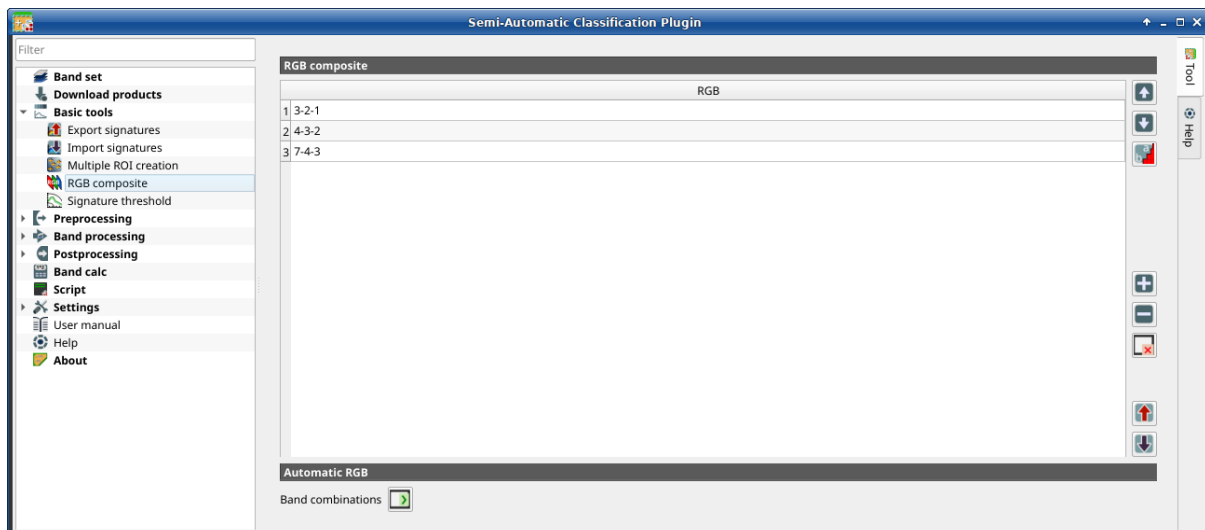 Semi-Automatic Classification Plugin
Filter
Band set
Download products
Basic tools
Export signatures
Import signatures
Multiple ROI creation
RGB composite
Signature threshold
Preprocessing
Band processing
Postprocessing
Band calc
Script
Settings
User manual
Help
About
RGB composite
RGB
1 3-2-1
2 4-3-2
3 7-4-3
Automatic RGB
Band combinations
Tool
Help